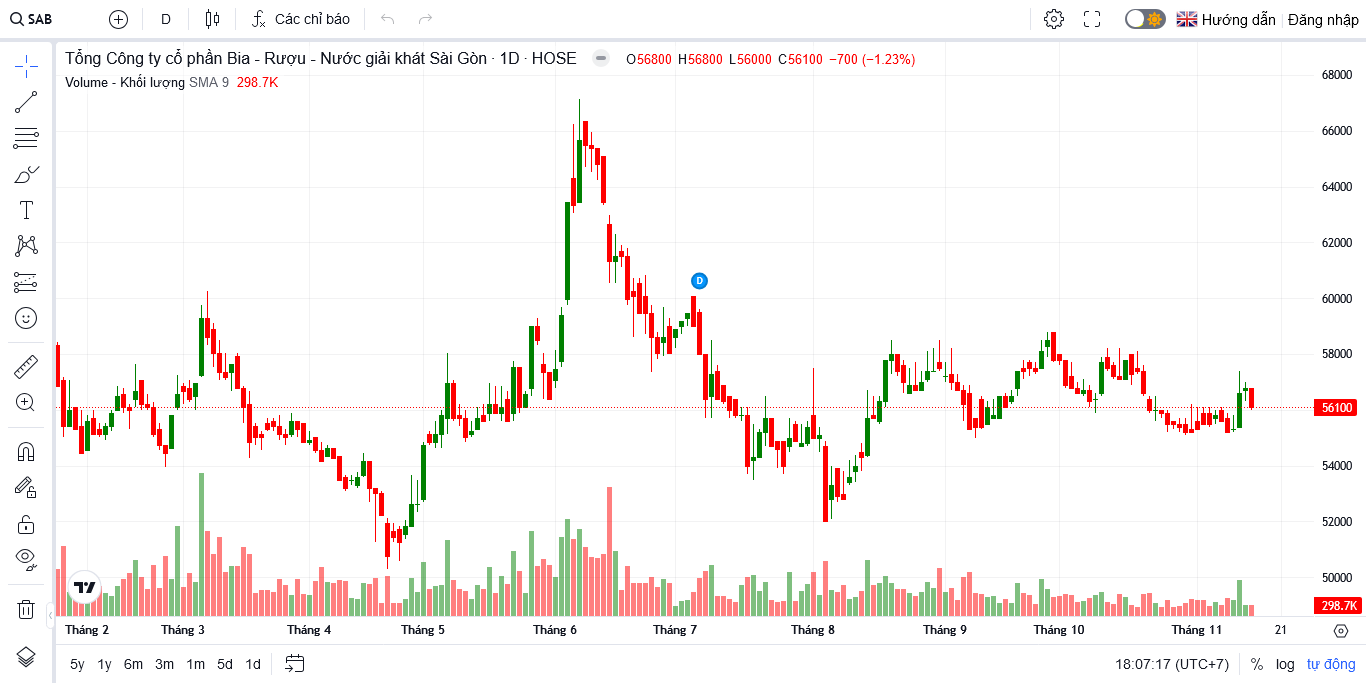 SAB D Các chỉ báo Hướng dẫn Đăng nhập
Tổng Công ty cổ phần Bia - Rượu - Nước giải khát Sài Gòn · 1D · HOSE O56800 H56800 L56000 C56100 −700 (−1.23%)
Volume - Khối lượng SMA 9 298.7K
68000
66000
64000
62000
60000
D
58000
56100
54000
52000
50000
298.7K
Tháng 2 Tháng 3 Tháng 4 Tháng 5 Tháng 6 Tháng 7 Tháng 8 Tháng 9 Tháng 10 Tháng 11 21
5y 1y 6m 3m 1m 5d 1d 18:07:17 (UTC+7) % log tự động